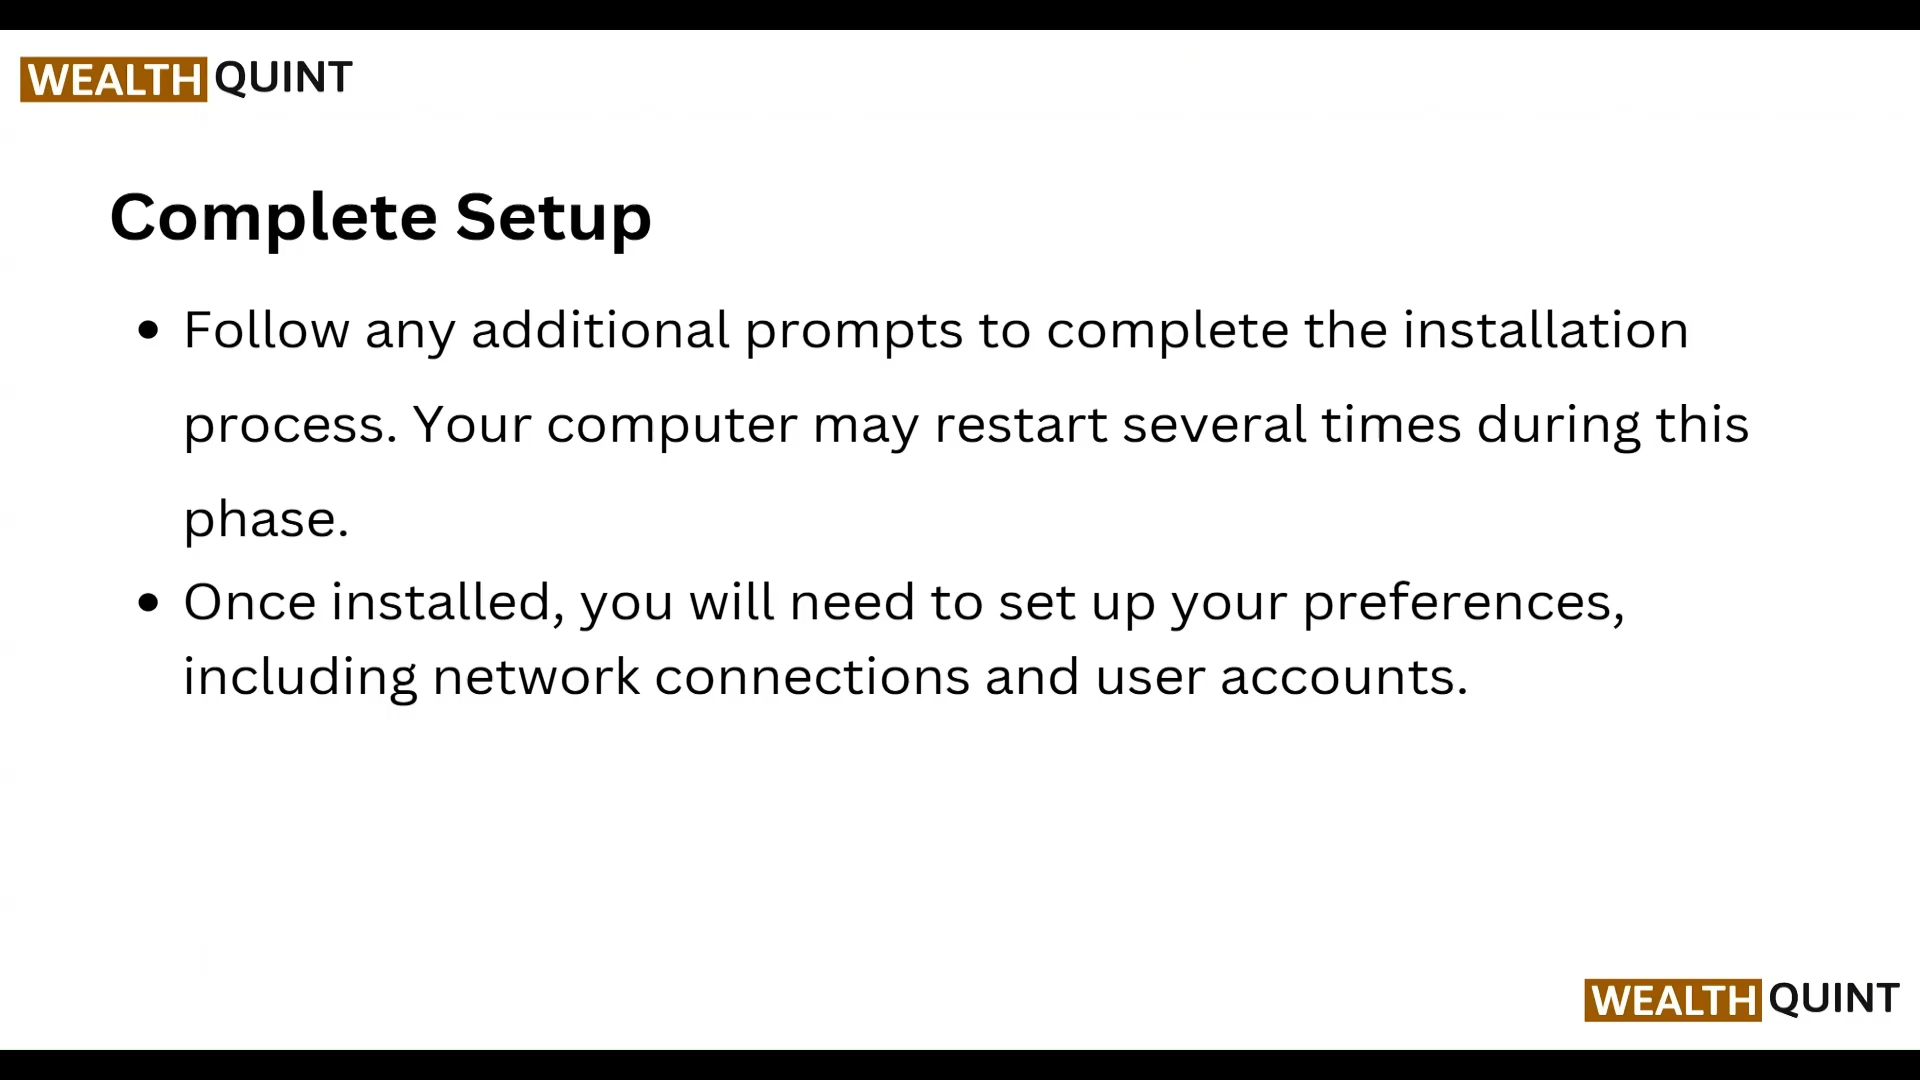 WEALTH QUINT
Complete Setup
• Follow any additional prompts to complete the installation
process. Your computer may restart several times during this
phase.
• Once installed, you will need to set up your preferences,
including network connections and user accounts.
WEALTH QUINT